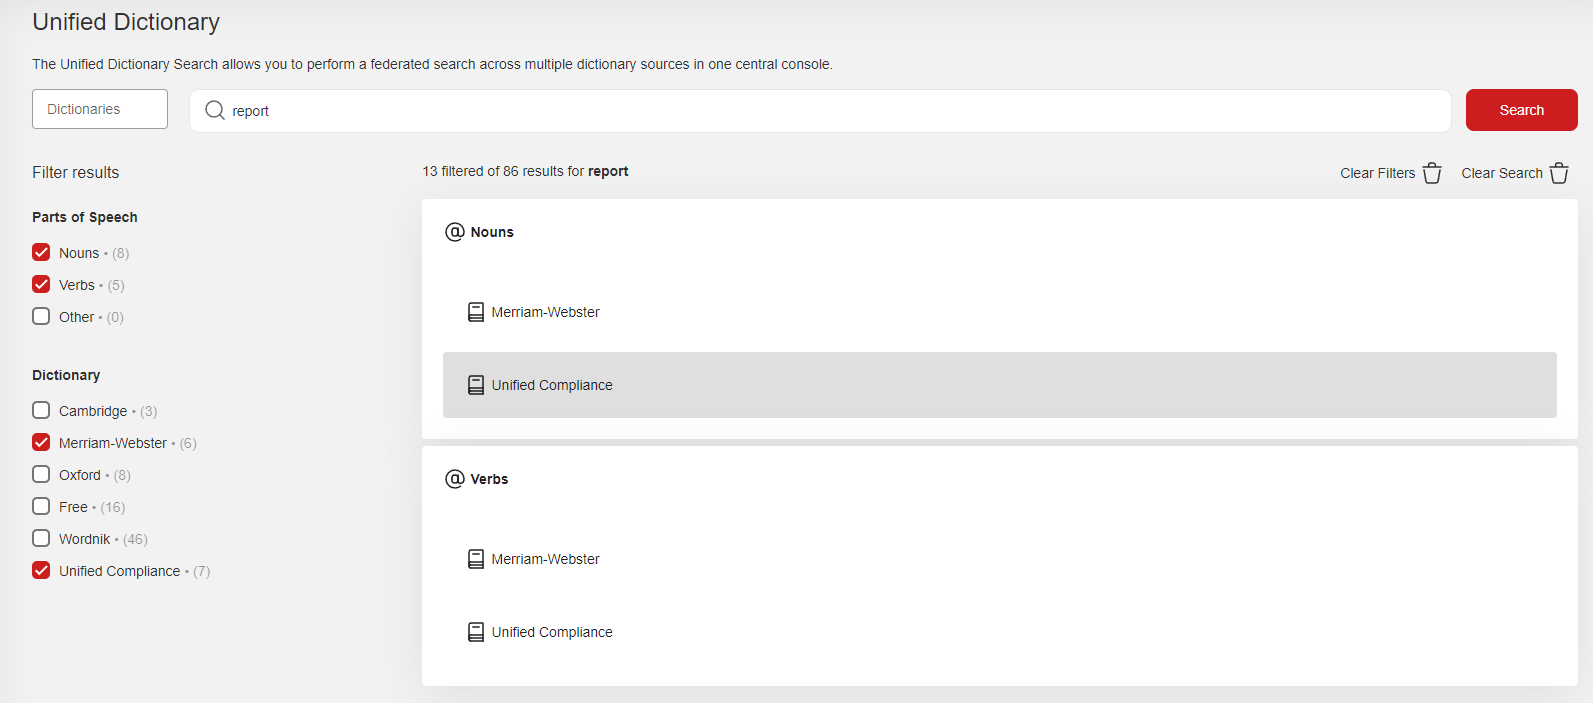 Unified Dictionary
The Unified Dictionary Search allows you to perform a federated search across multiple dictionary sources in one central console.
Dictionaries
report
Search
Filter results
13 filtered of 86 results for report
Clear Filters
Clear Search
Parts of Speech
Nouns • (8)
Verbs • (5)
Other • (0)
Dictionary
Cambridge • (3)
Merriam-Webster • (6)
Oxford • (8)
Free • (16)
Wordnik • (46)
Unified Compliance • (7)
@ Nouns
Merriam-Webster
Unified Compliance
@ Verbs
Merriam-Webster
Unified Compliance